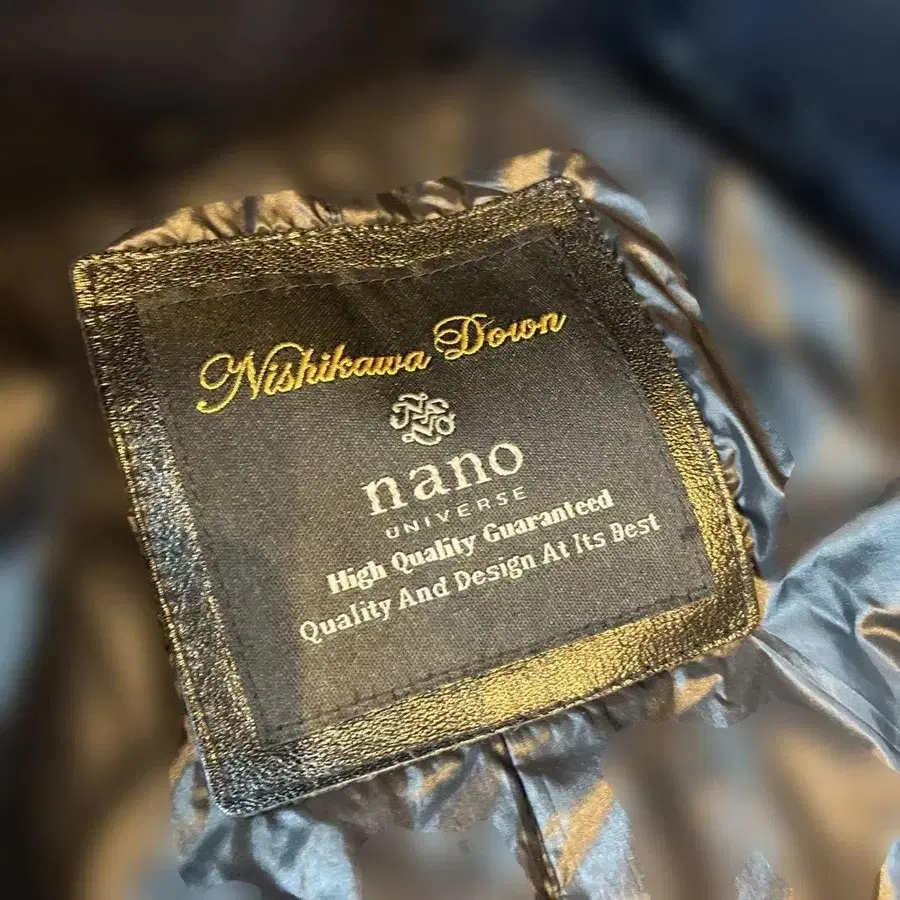 Nishikawa Down
nano
UNIVERSE
High Quality Guaranteed
Quality And Design At Its Best